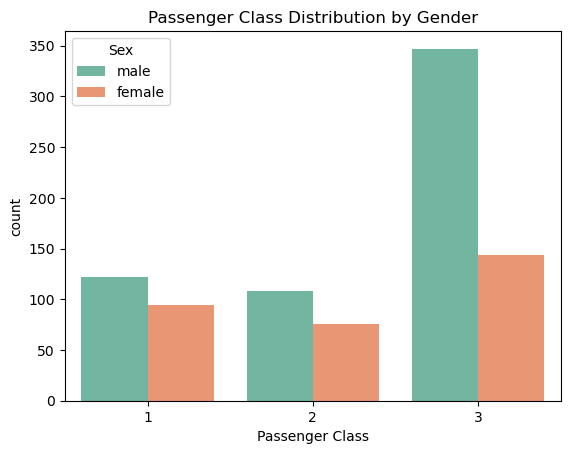 Passenger Class Distribution by Gender
Sex
male
female
350
300
250
200
150
100
50
0
count
1 2 3
Passenger Class